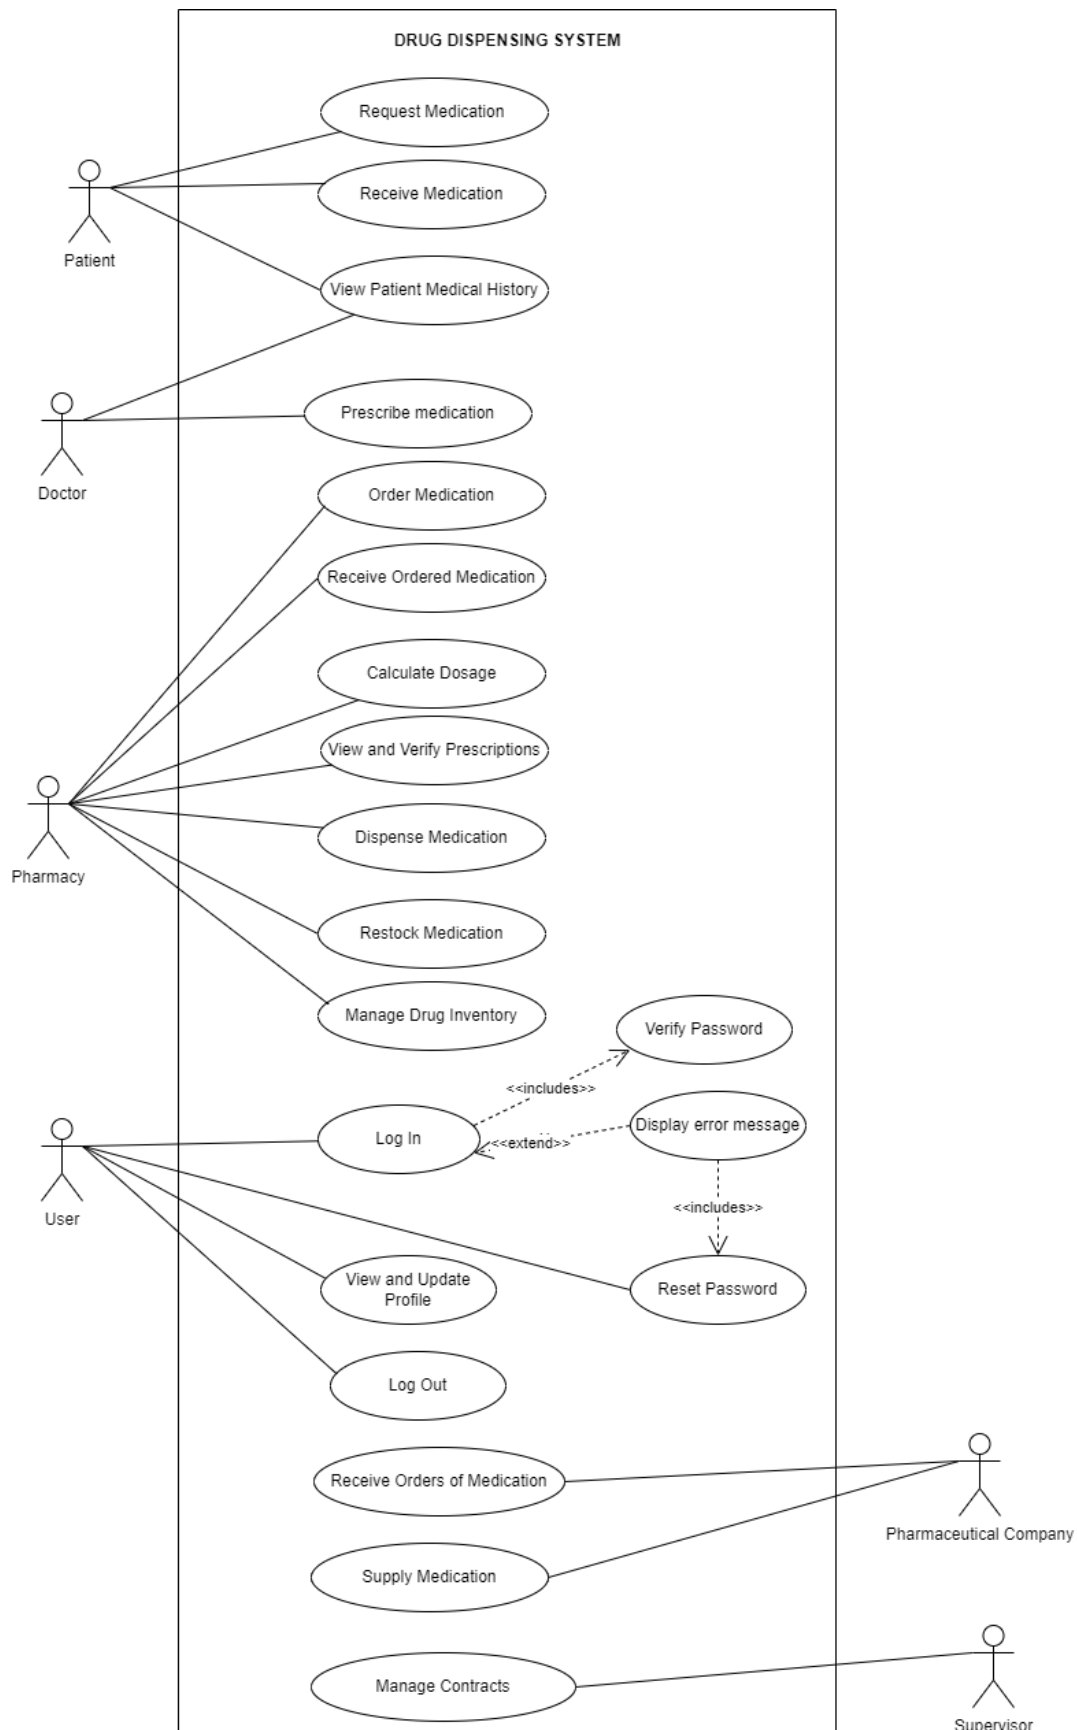 DRUG DISPENSING SYSTEM
Request Medication
Receive Medication
Patient
View Patient Medical History
Prescribe medication
Doctor
Order Medication
Receive Ordered Medication
Calculate Dosage
View and Verify Prescriptions
Dispense Medication
Pharmacy
Restock Medication
Manage Drug Inventory
Verify Password
<<includes>>
Display error message
Log In
<<extend>>
<<includes>>
User
View and Update
Profile
Reset Password
Log Out
Receive Orders of Medication
Pharmaceutical Company
Supply Medication
Manage Contracts
Supervisor